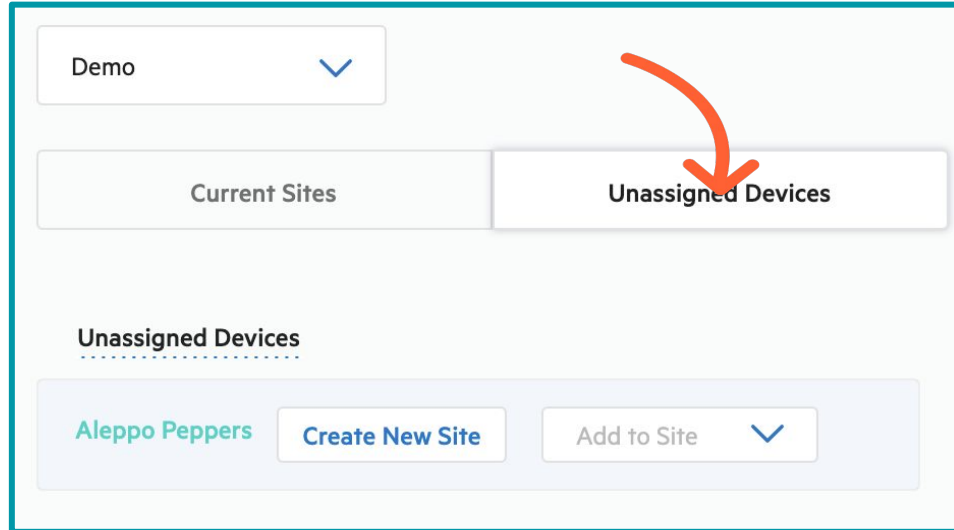 Demo
Current Sites
Unassigned Devices
Unassigned Devices
Aleppo Peppers
Create New Site
Add to Site